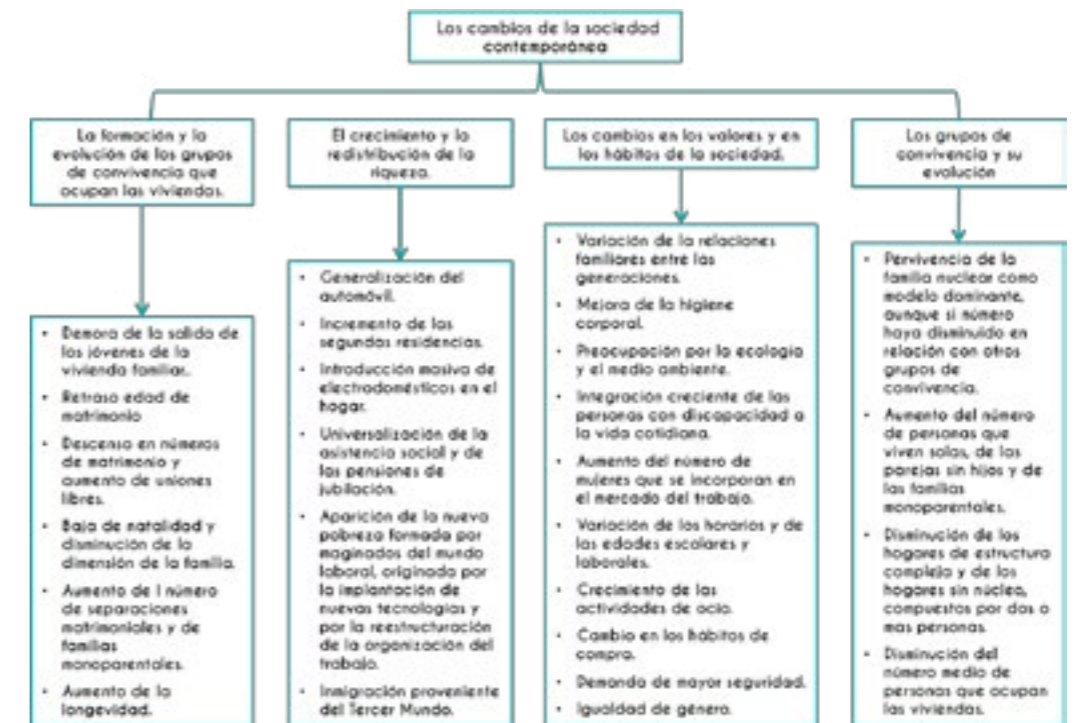 Los cambios de la sociedad
contemporánea
La formación y la
evolución de los grupos
de convivencia que
ocupan las viviendas.
El crecimiento y la
redistribución de la
riqueza.
Los cambios en los valores y en
los hábitos de la sociedad.
Los grupos de
convivencia y su
evolución
• Demora de la salida de
los jóvenes de la
vivienda familiar.
• Retraso edad de
matrimonio
• Descenso en números
de matrimonio y
aumento de uniones
libres.
• Baja de natalidad y
disminución de la
dimensión de la familia.
• Aumento de l número
de separaciones
matrimoniales y de
familias
monoparentales.
• Aumento de la
longevidad.
• Generalización del
automóvil.
• Incremento de las
segundas residencias.
• Introducción masiva de
electrodomésticos en el
hogar.
• Universalización de la
asistencia social y de
las pensiones de
jubilación.
• Aparición de la nueva
pobreza formada por
maginados del mundo
laboral, originada por
la implantación de
nuevas tecnologías y
por la reestructuración
de la organización del
trabajo.
• Inmigración proveniente
del Tercer Mundo.
• Variación de la relaciones
familiares entre las
generaciones.
• Mejora de la higiene
corporal.
• Preocupación por la ecología
y el medio ambiente.
• Integración creciente de las
personas con discapacidad a
la vida cotidiana.
• Aumento del número de
mujeres que se incorporan en
el mercado del trabajo.
• Variación de los horarios y de
las edades escolares y
laborales.
• Crecimiento de las
actividades de ocio.
• Cambio en los hábitos de
compra.
• Demanda de mayor seguridad.
• Igualdad de género.
• Pervivencia de la
familia nuclear como
modelo dominante,
aunque si número
haya disminuido en
relación con otros
grupos de
convivencia.
• Aumento del número
de personas que
viven solas, de las
parejas sin hijos y de
las familias
monoparentales.
• Disminución de los
hogares de estructura
compleja y de los
hogares sin núcleo,
compuestos por dos o
mas personas.
• Disminución del
número medio de
personas que ocupan
las viviendas.